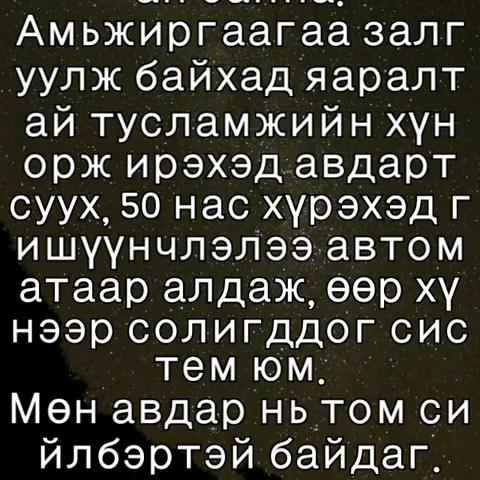 Амьжиргаагаа залг
уулж байхад яаралт
ай тусламжийн хүн
орж ирэхэд авдарт
суух, 50 нас хүрэхэд г
ишүүнчлэлээ автом
атаар алдаж, өөр хү
нээр солигддог сис
тем юм.
Мөн авдар нь том си
йлбэртэй байдаг.